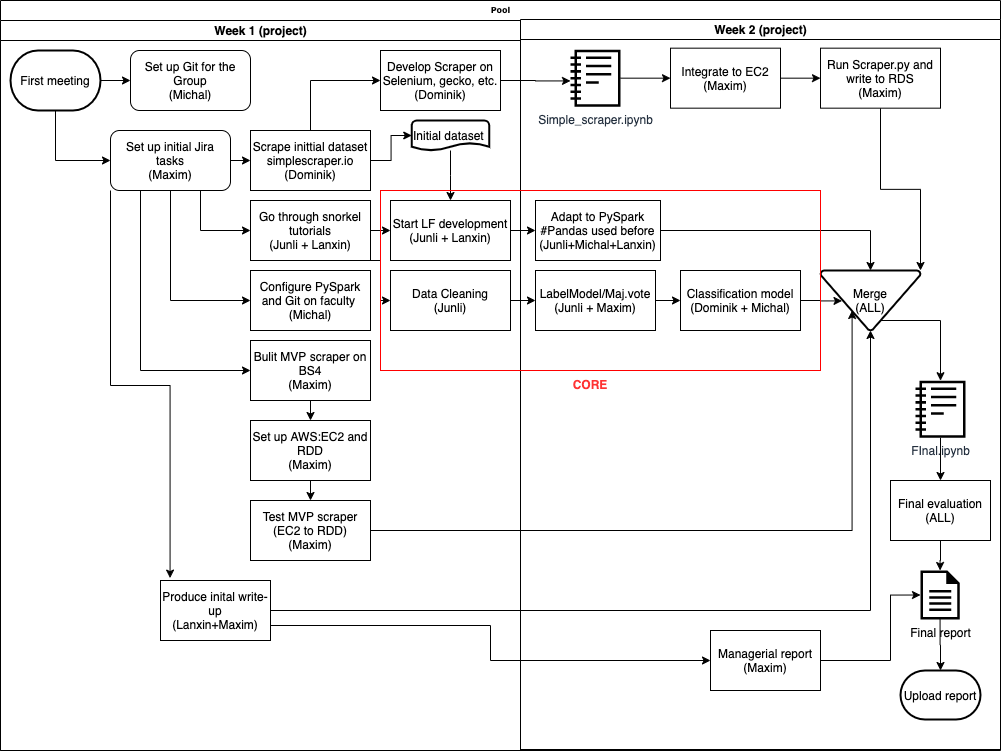 Pool
Week 1 (project)
Week 2 (project)
First meeting
Set up Git for the
Group
(Michal)
Develop Scraper on
Selenium, gecko, etc.
(Dominik)
Simple_scraper.ipynb
Integrate to EC2
(Maxim)
Run Scraper.py and
write to RDS
(Maxim)
Set up initial Jira
tasks
(Maxim)
Scrape inititial dataset
simplescraper.io
(Dominik)
Initial dataset
Go through snorkel
tutorials
(Junli + Lanxin)
Start LF development
(Junli + Lanxin)
Adapt to PySpark
#Pandas used before
(Junli+Michal+Lanxin)
Configure PySpark
and Git on faculty
(Michal)
Data Cleaning
(Junli)
LabelModel/Maj.vote
(Junli + Maxim)
Classification model
(Dominik + Michal)
Merge
(ALL)
CORE
Bulit MVP scraper on
BS4
(Maxim)
Set up AWS:EC2 and
RDD
(Maxim)
Test MVP scraper
(EC2 to RDD)
(Maxim)
FInal.ipynb
Final evaluation
(ALL)
Produce inital write-
up
(Lanxin+Maxim)
Final report
Managerial report
(Maxim)
Upload report